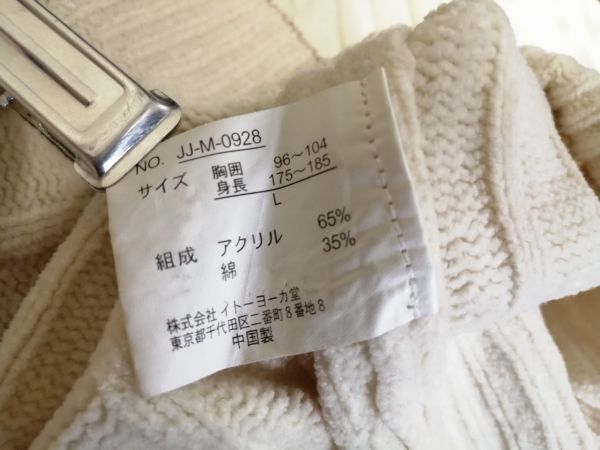 NO. JJ-M-0928
サイズ 胸囲 96〜104
身長 175〜185
L
組成 アクリル 65%
綿 35%
株式会社イトーヨーカ堂
東京都千代田区二番町8番地8
中国製